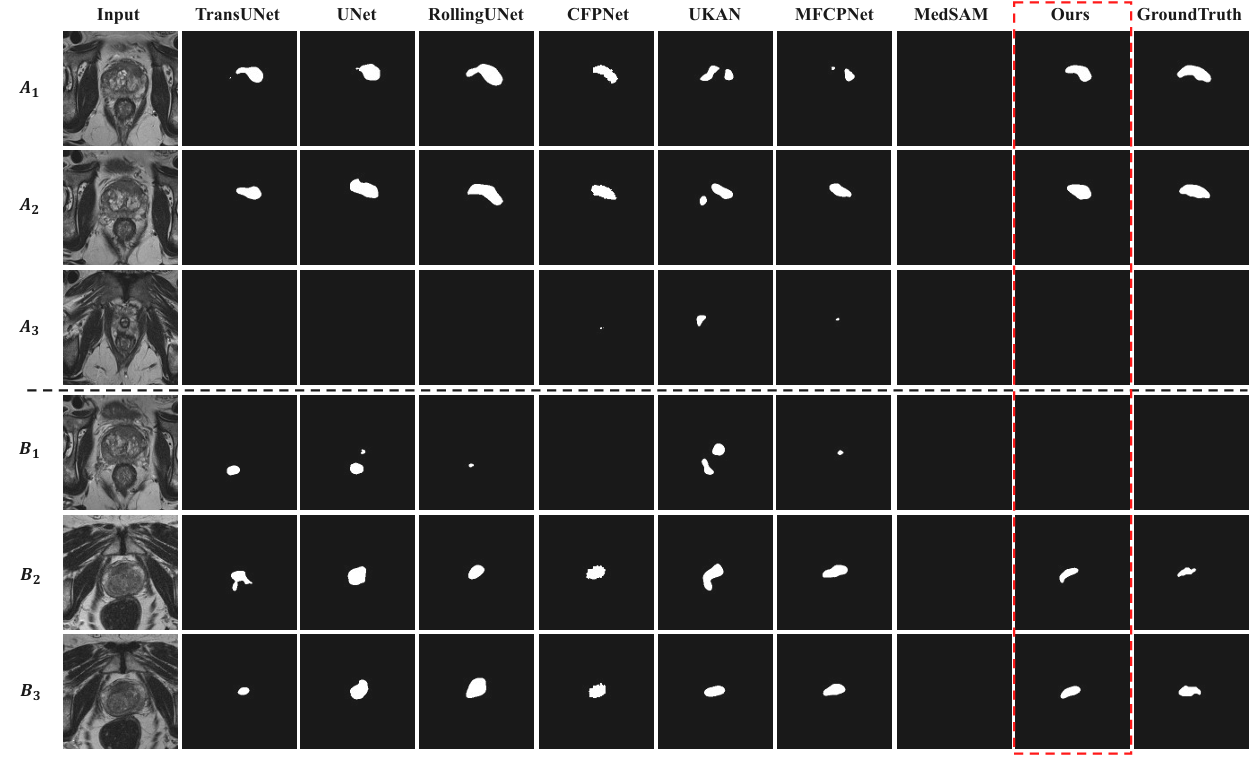 Input TransUNet UNet RollingUNet CFPNet UKAN MFCPNet MedSAM Ours GroundTruth
A₁
A₂
A₃
B₁
B₂
B₃